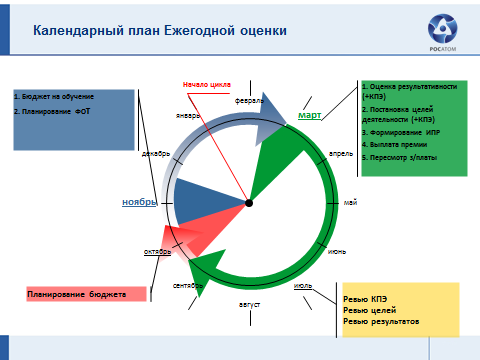 Календарный план Ежегодной оценки
РОСАТОМ
1. Бюджет на обучение
2. Планирование ФОТ
Начало цикла
1. Оценка результативности
(+КПЭ)
2. Постановка целей
деятельности (+КПЭ)
3. Формирование ИПР
4. Выплата премии
5. Пересмотр з/платы
февраль
январь
март
декабрь
апрель
ноябрь
май
октябрь
июнь
сентябрь
июль
август
Планирование бюджета
Ревью КПЭ
Ревью целей
Ревью результатов